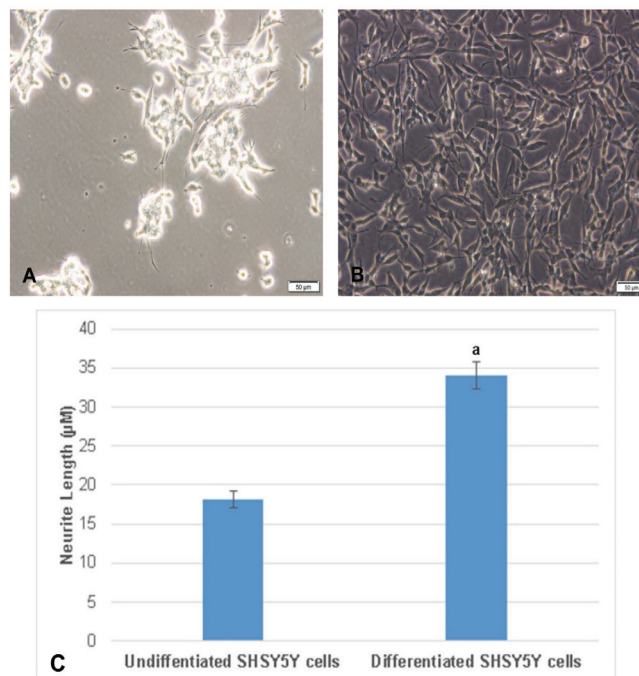 A
50 µm
B
50 µm
40
35
30
25
20
15
10
5
0
Neurite Length (µM)
a
Undiffentiated SHSY5Y cells
Differentiated SHSY5Y cells
C